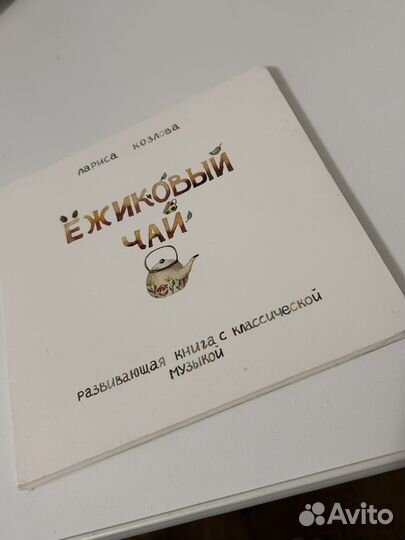 Лариса Козлова
Ёжиковый
чай
развивающая книга с классической
музыкой
Avito